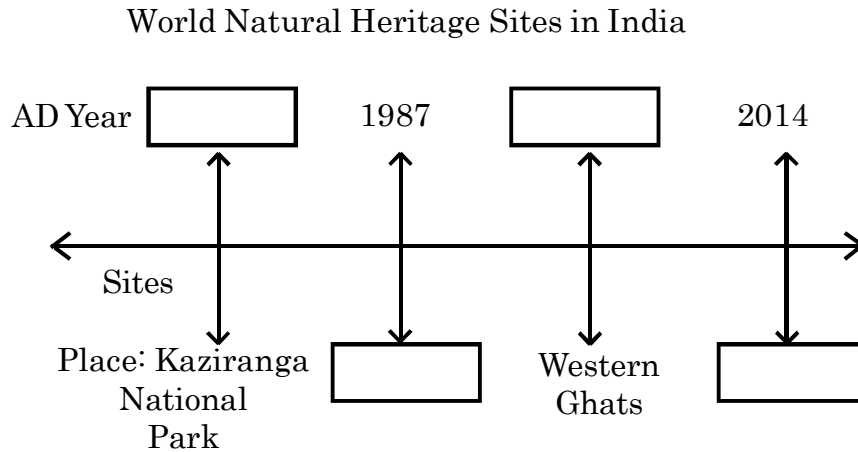 World Natural Heritage Sites in India
AD Year
1987
2014
Sites
Place: Kaziranga
National
Park
Western
Ghats